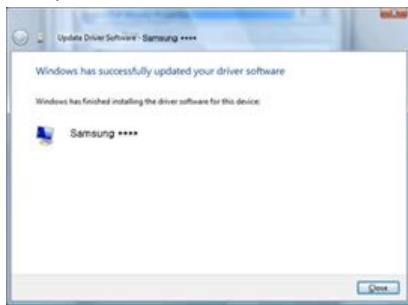 Update Driver Software - Samsung ****
Windows has successfully updated your driver software
Windows has finished installing the driver software for this device:
Samsung ****
Close